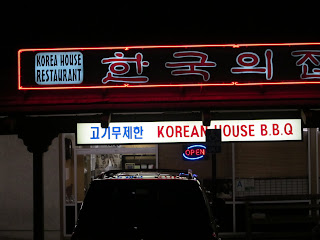 KOREA HOUSE
RESTAURANT
한국의집
고기무제한 KOREAN HOUSE B.B.Q
OPEN